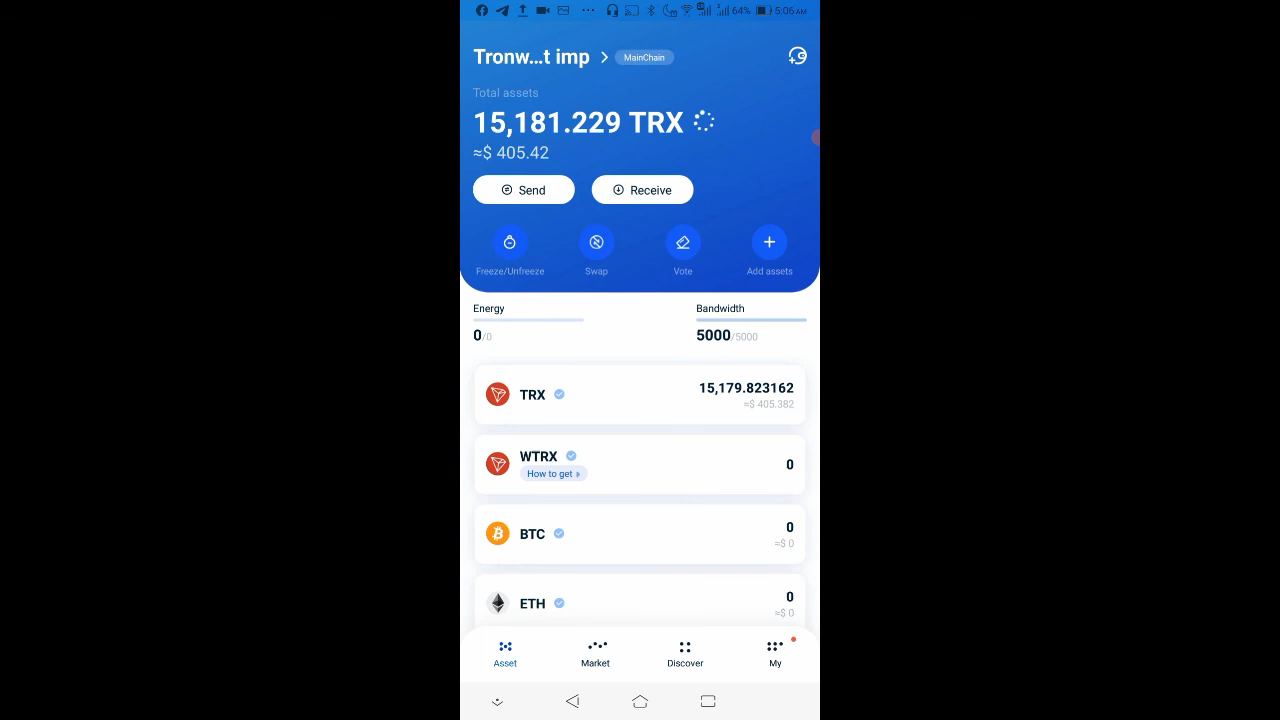 64% 5:06 AM
Tronw...t imp MainChain
Total assets
15,181.229 TRX
≈$ 405.42
Send Receive
Freeze/Unfreeze Swap Vote Add assets
Energy Bandwidth
0/0 5000/5000
TRX 15,179.823162
≈$ 405.382
WTRX 0
How to get
BTC 0
≈$ 0
ETH 0
≈$ 0
Asset Market Discover My